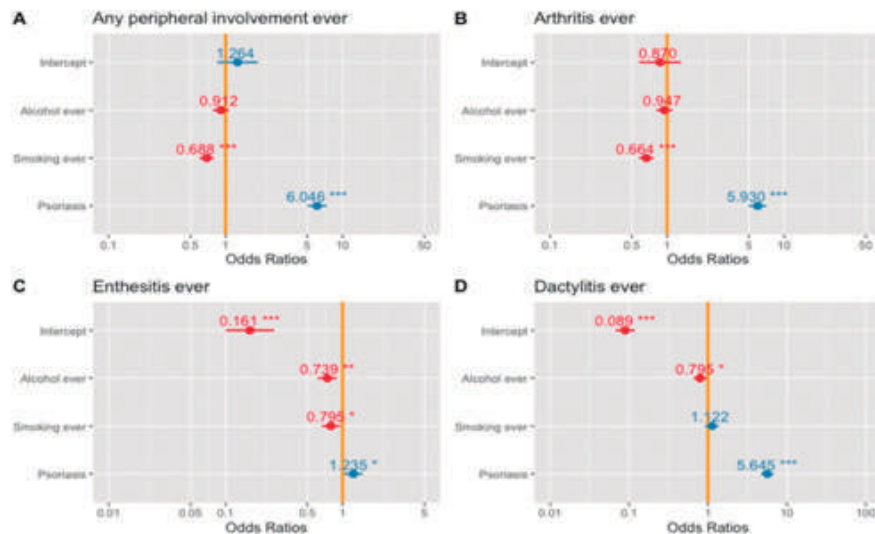 A Any peripheral involvement ever
Intercept 1.264
Alcohol ever 0.912
Smoking ever 0.688 ***
Psoriasis 6.046 ***
0.1 0.5 1 5 10 50
Odds Ratios
B Arthritis ever
Intercept 0.870
Alcohol ever 0.947
Smoking ever 0.664 ***
Psoriasis 5.930 ***
0.1 0.5 1 5 10 50
Odds Ratios
C Enthesitis ever
Intercept 0.161 ***
Alcohol ever 0.739 **
Smoking ever 0.795 *
Psoriasis 1.235 *
0.01 0.05 0.1 0.5 1 5
Odds Ratios
D Dactylitis ever
Intercept 0.089 ***
Alcohol ever 0.795 *
Smoking ever 1.122
Psoriasis 5.645 ***
0.01 0.1 1 10 100
Odds Ratios